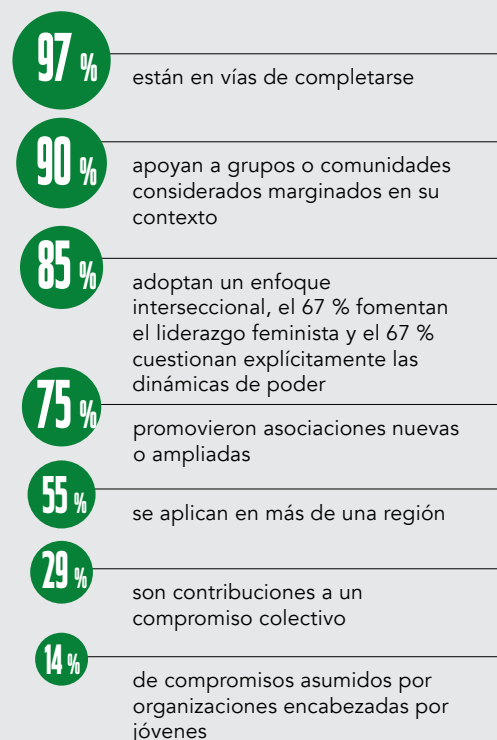 97 %
están en vías de completarse
90 %
apoyan a grupos o comunidades
considerados marginados en su
contexto
85 %
adoptan un enfoque
interseccional, el 67 % fomentan
el liderazgo feminista y el 67 %
cuestionan explícitamente las
dinámicas de poder
75 %
promovieron asociaciones nuevas
o ampliadas
55 %
se aplican en más de una región
29 %
son contribuciones a un
compromiso colectivo
14 %
de compromisos asumidos por
organizaciones encabezadas por
jóvenes